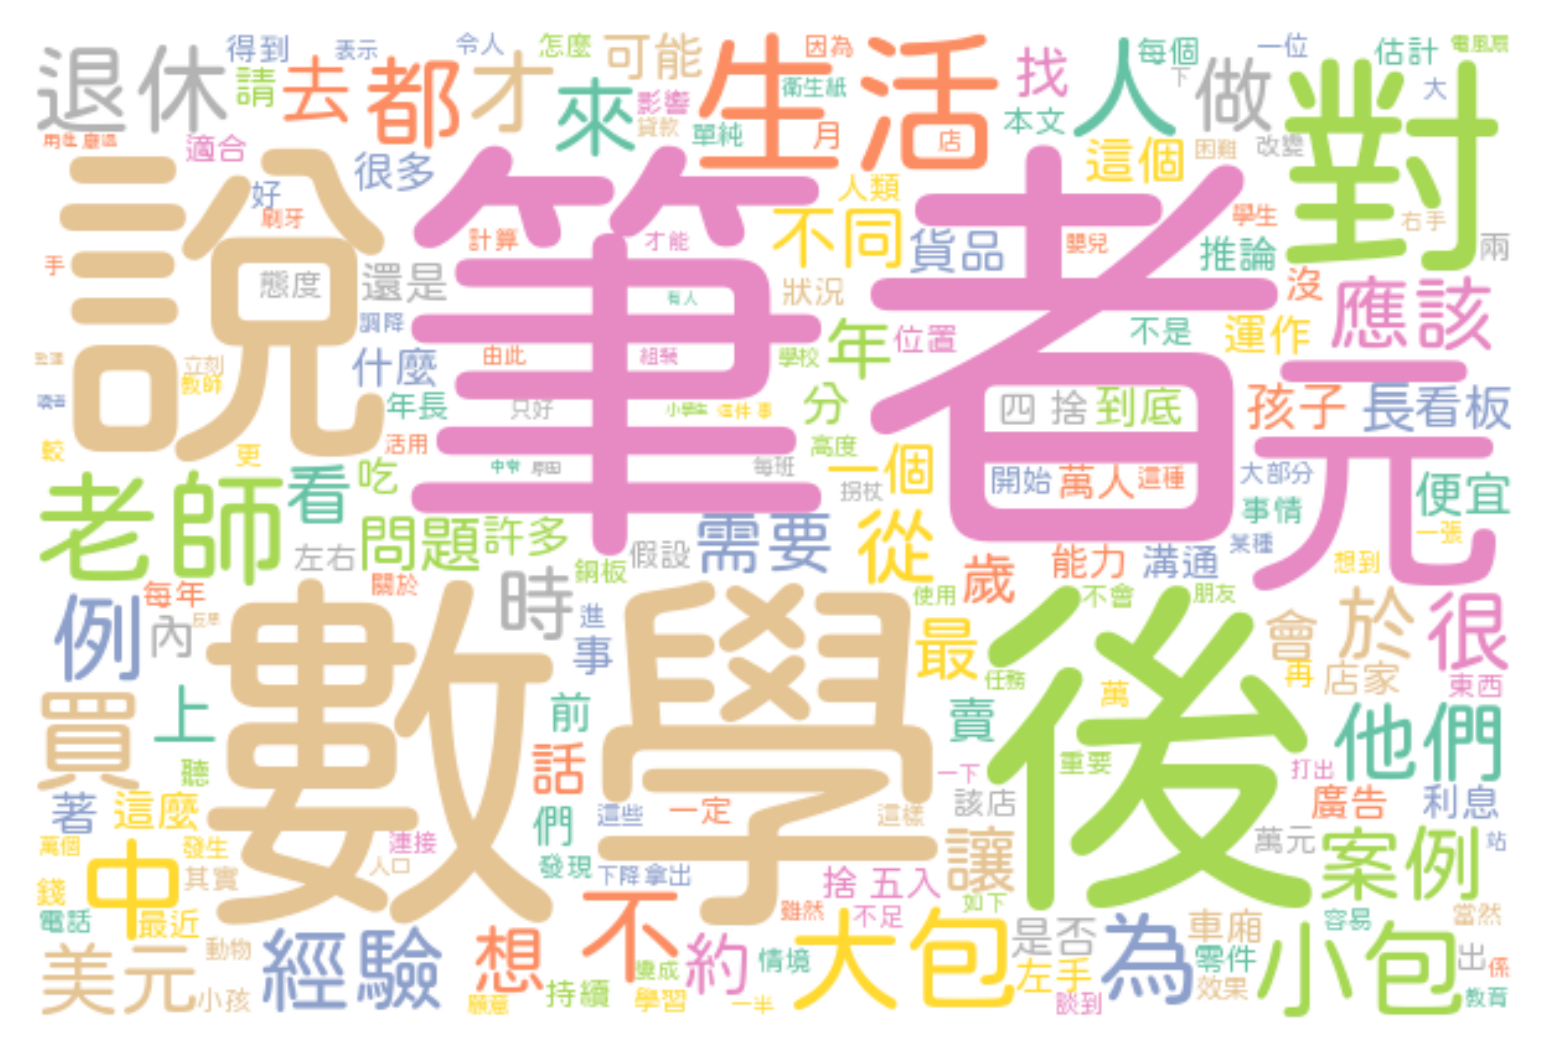 退休 得到 表示 令人 怎麼 可能 生活 因為 找 人 每個 一位 估計 電風扇
請 去 都 才 來 影響 衛生紙 本文 下 做 對 大
適合 很多 貸款 單純 月 店 這個 困難 改變
說 好 刷牙 筆者 人類 不同 貨品 學生 右手 推論 兩
手 態度 還是 計算 才能 嬰兒 沒 應該
調降 有人 狀況 年 位置 不是 運作
什麼 立刻 教師 由此 組裝 學校 元
年長 只好 小學生 這件 事 分 四 捨 到底 孩子 長 看板
較 更 活用 高度
老師 看 吃 中常 原因 每班 一個 拐杖 開始 萬人 這種 大部分 便宜
左右 問題 許多 假設 需要 從 事情 一張
每年 關於 時 銅板 歲 能力 溝通 某種 想到
例 內 數學 進 使用 後 不會 朋友 會 於 很
事 最 任務 再 店家 東西
買 上 前 賣 萬 他們
聽 話 一下 重要 打出
著 這麼 們 這些 一定 這樣 該店 廣告 利息
萬個 發生 連接 萬元 案例 站
錢 中 其實 人口 發現 下降 拿出 捨 五入 讓
電話 最近 不 雖然 不足 如下 車廂 容易 當然
美元 動物 經驗 想 變成 約 情境 大包 是否 為 零件 小包 出 係
小孩 願意 持續 學習 一半 左手 談到 效果 教育